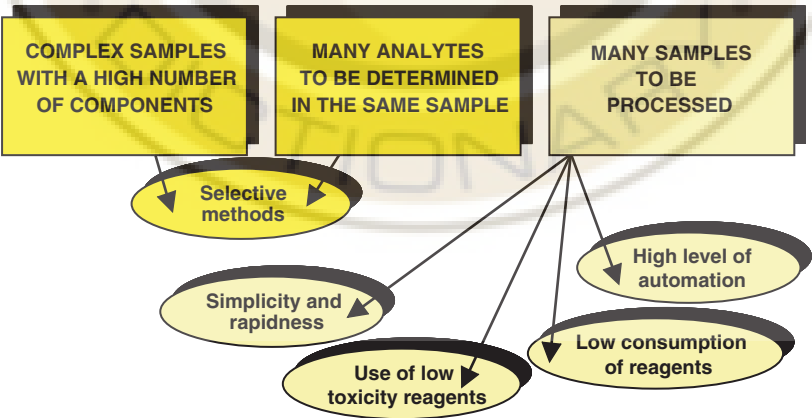 COMPLEX SAMPLES
WITH A HIGH NUMBER
OF COMPONENTS
MANY ANALYTES
TO BE DETERMINED
IN THE SAME SAMPLE
MANY SAMPLES
TO BE
PROCESSED
Selective
methods
High level of
automation
Simplicity and
rapidness
Low consumption
of reagents
Use of low
toxicity reagents